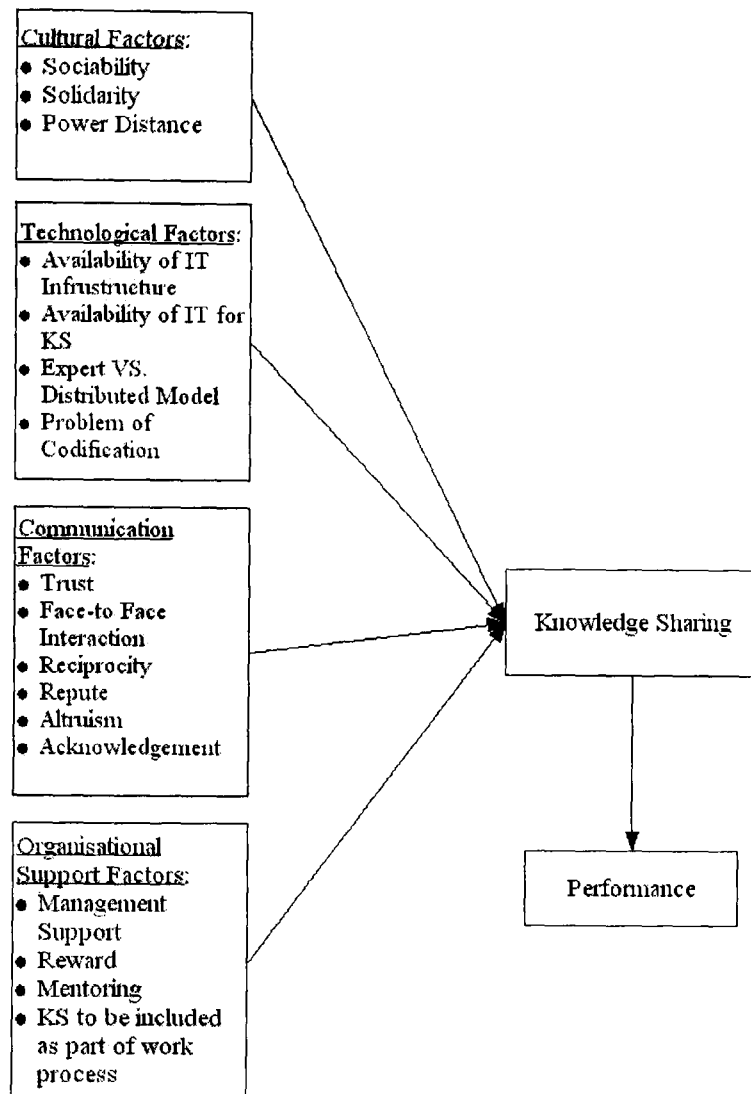 Cultural Factors:
● Sociability
● Solidarity
● Power Distance
Technological Factors:
● Availability of IT
Infrustructure
● Availability of IT for
KS
● Expert VS.
Distributed Model
● Problem of
Codification
Communication
Factors:
● Trust
● Face-to Face
Interaction
● Reciprocity
● Repute
● Altruism
● Acknowledgement
Organisational
Support Factors:
● Management
Support
● Reward
● Mentoring
● KS to be included
as part of work
process
Knowledge Sharing
Performance